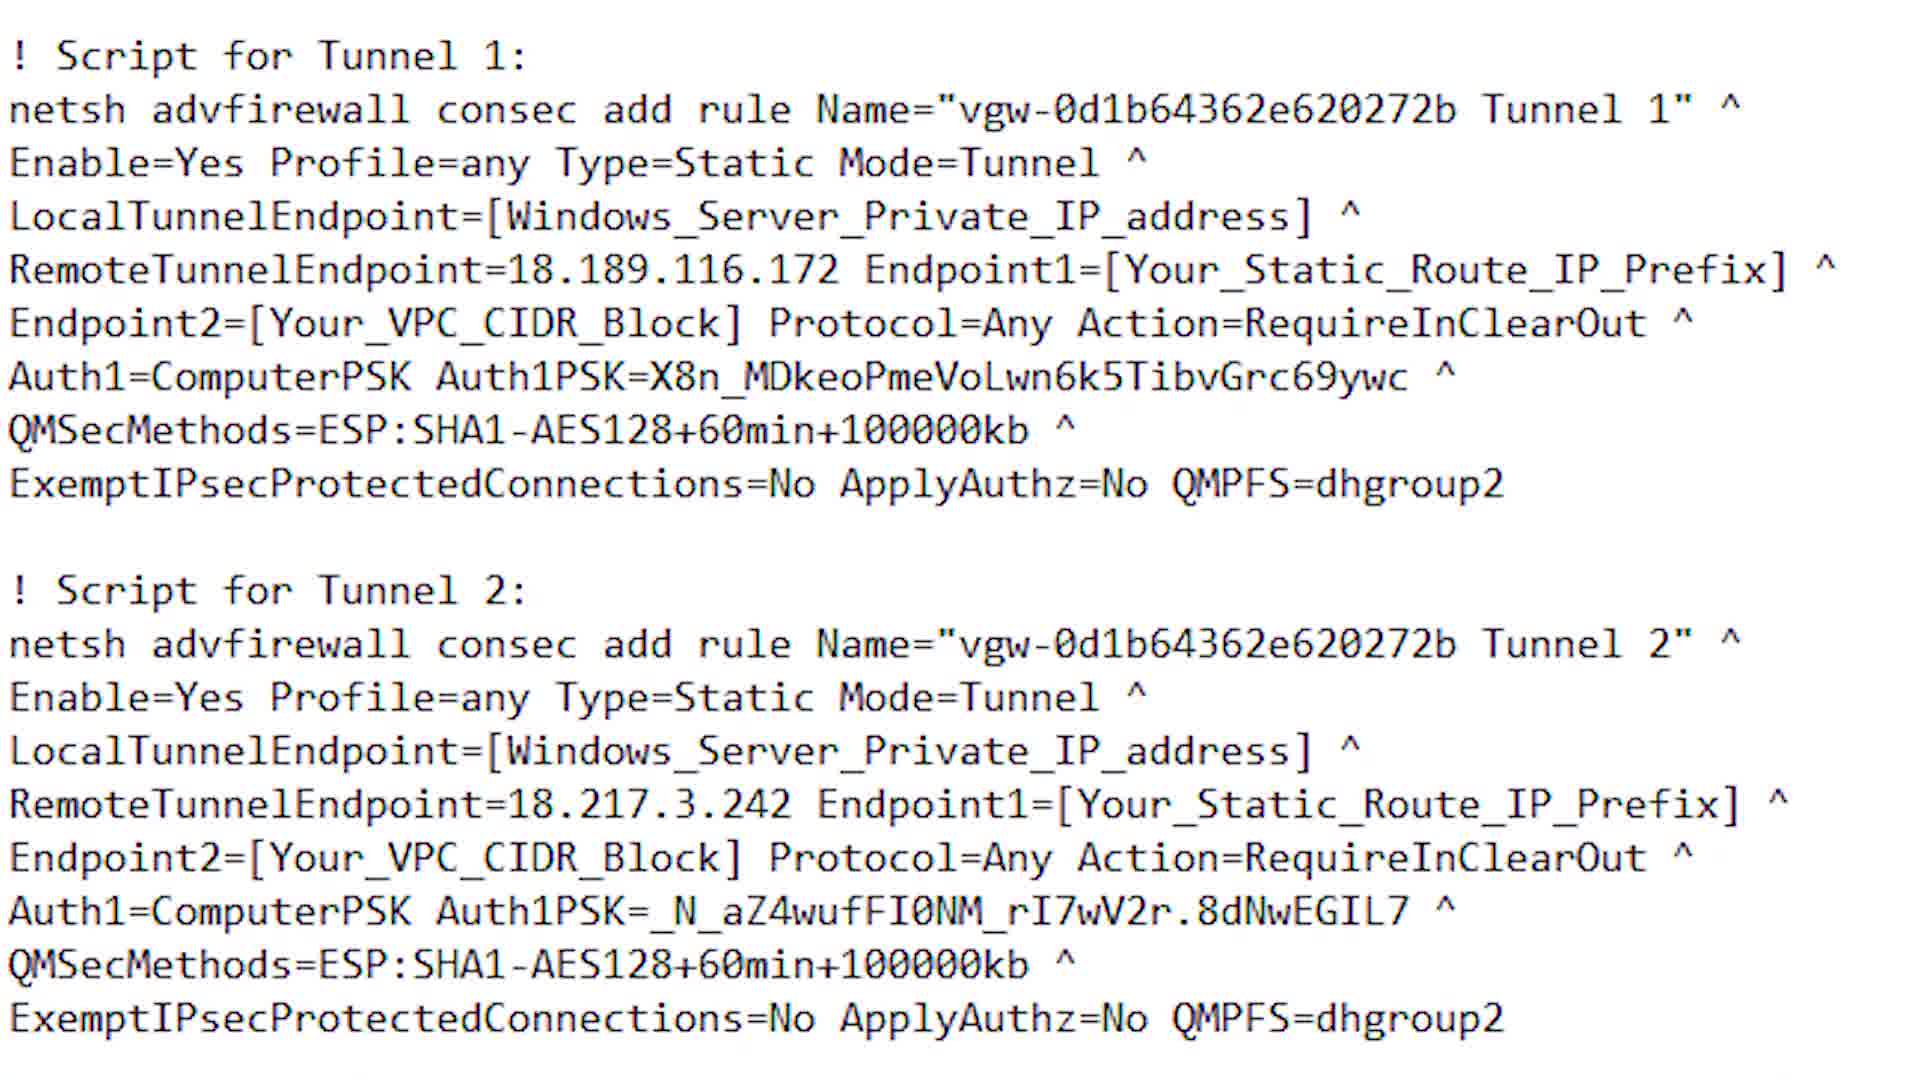 ! Script for Tunnel 1:
netsh advfirewall consec add rule Name="vgw-0d1b64362e620272b Tunnel 1" ^
Enable=Yes Profile=any Type=Static Mode=Tunnel ^
LocalTunnelEndpoint=[Windows_Server_Private_IP_address] ^
RemoteTunnelEndpoint=18.189.116.172 Endpoint1=[Your_Static_Route_IP_Prefix] ^
Endpoint2=[Your_VPC_CIDR_Block] Protocol=Any Action=RequireInClearOut ^
Auth1=ComputerPSK Auth1PSK=X8n_MDkeoPmeVoLwn6k5TibvGrc69ywc ^
QMSecMethods=ESP:SHA1-AES128+60min+100000kb ^
ExemptIPsecProtectedConnections=No ApplyAuthz=No QMPFS=dhgroup2
! Script for Tunnel 2:
netsh advfirewall consec add rule Name="vgw-0d1b64362e620272b Tunnel 2" ^
Enable=Yes Profile=any Type=Static Mode=Tunnel ^
LocalTunnelEndpoint=[Windows_Server_Private_IP_address] ^
RemoteTunnelEndpoint=18.217.3.242 Endpoint1=[Your_Static_Route_IP_Prefix] ^
Endpoint2=[Your_VPC_CIDR_Block] Protocol=Any Action=RequireInClearOut ^
Auth1=ComputerPSK Auth1PSK=_N_aZ4wufFI0NM_rI7wV2r.8dNwEGIL7 ^
QMSecMethods=ESP:SHA1-AES128+60min+100000kb ^
ExemptIPsecProtectedConnections=No ApplyAuthz=No QMPFS=dhgroup2